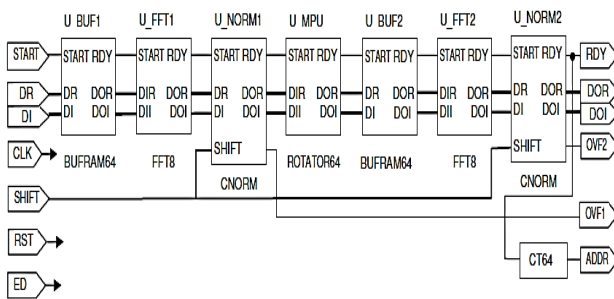 U_BUF1 U_FFT1 U_NORM1 U_MPU U_BUF2 U_FFT2 U_NORM2
START START RDY START RDY START RDY START RDY START RDY START RDY START RDY RDY
DR DR DOR DIR DOR DIR DOR DR DOR DR DOR DIR DOR DR DOR DOR
DI DI DOI DII DOI DI DOI DI DOI DI DOI DII DOI DI DOI DOI
CLK BUFRAM64 FFT8 SHIFT ROTATOR64 BUFRAM64 FFT8 SHIFT OVF2
CNORM CNORM
SHIFT
OVF1
RST
CT64 ADDR
ED